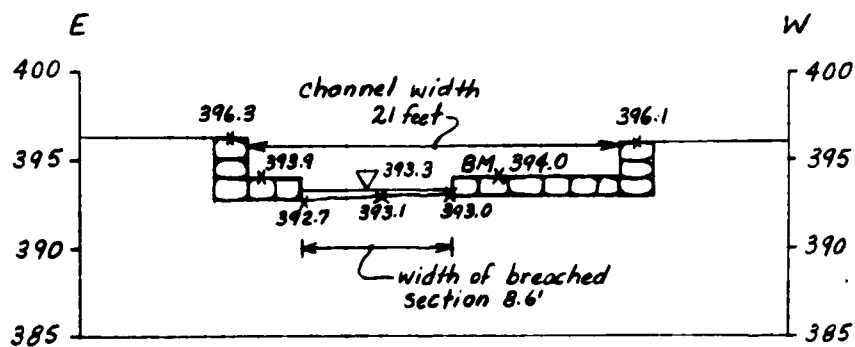 E W
400 400
channel width
21 feet
396.3 396.1
395 395
393.9 393.3 BM 394.0
392.7 393.1 393.0
390 390
width of breached
section 8.6'
385 385